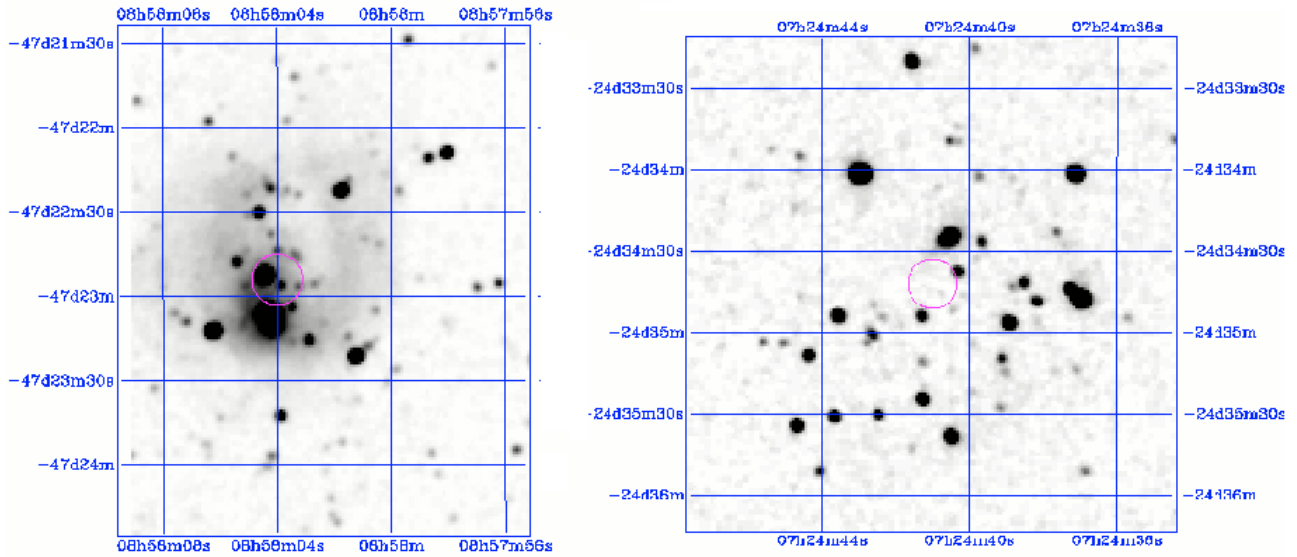 08h58m08s 08h58m04s 08h58m 08h57m56s
-47d21m30s
-47d22m
-47d22m30s
-47d23m
-47d23m30s
-47d24m
08h58m08s 08h58m04s 08h58m 08h57m56s
07h24m44s 07h24m40s 07h24m36s
-24d33m30s -24d33m30s
-24d34m -24d34m
-24d34m30s -24d34m30s
-24d35m -24d35m
-24d35m30s -24d35m30s
-24d36m -24d36m
07h24m44s 07h24m40s 07h24m36s